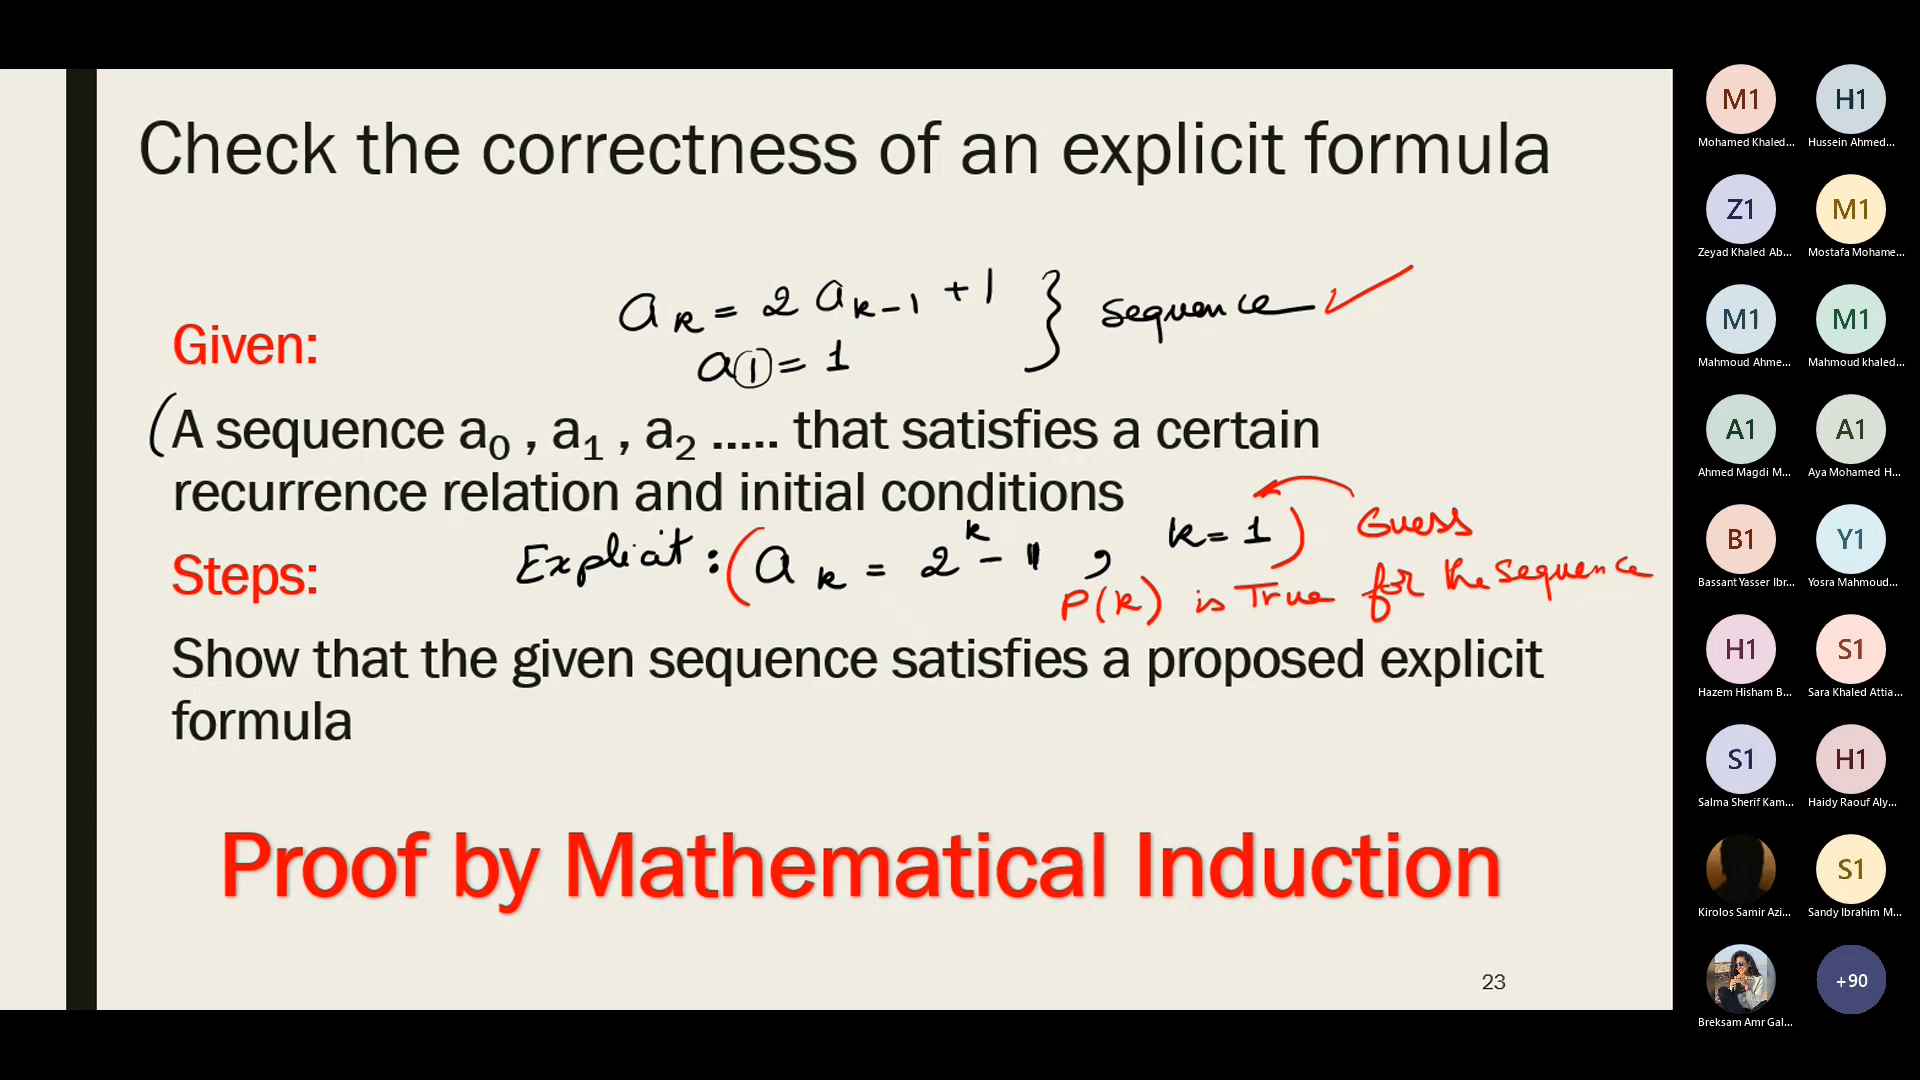 Check the correctness of an explicit formula
a k = 2 a k-1 + 1 } sequence ✓
Given:
a 1 = 1
(A sequence a0 , a1 , a2 ..... that satisfies a certain
recurrence relation and initial conditions
Explicit : ( a k = 2^k - 1 , k = 1 ) Guess
Steps:
P(k) is True for the sequence
Show that the given sequence satisfies a proposed explicit
formula
Proof by Mathematical Induction
23
M1 H1
Mohamed Khaled... Hussein Ahmed...
Z1 M1
Zeyad Khaled Ab... Mostafa Mohame...
M1 M1
Mahmoud Ahme... Mahmoud khaled...
A1 A1
Ahmed Magdi M... Aya Mohamed H...
B1 Y1
Bassant Yasser Ibr... Yosra Mahmoud...
H1 S1
Hazem Hisham B... Sara Khaled Attia...
S1 H1
Salma Sherif Kam... Haidy Raouf Aly...
S1
Kirolos Samir Azi... Sandy Ibrahim M...
+90
Breksam Amr Gal...